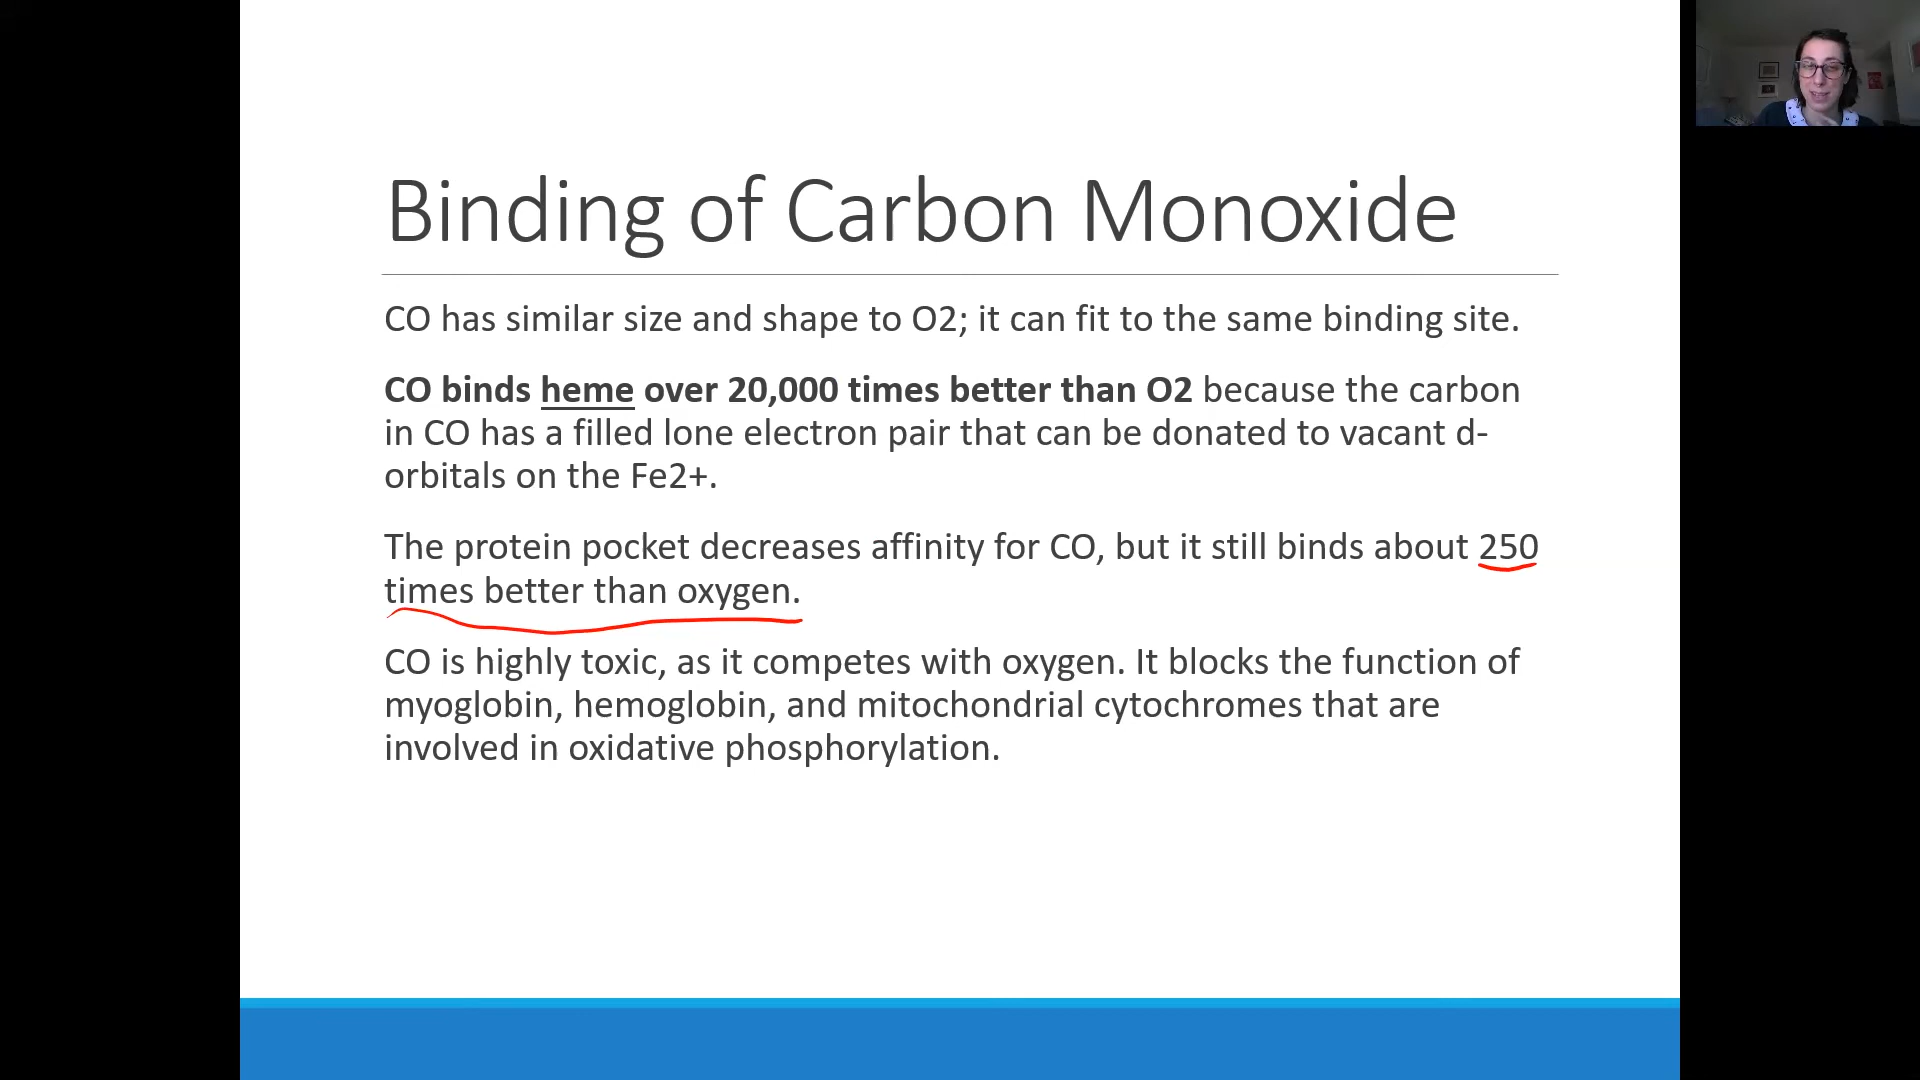 Binding of Carbon Monoxide
CO has similar size and shape to O2; it can fit to the same binding site.
CO binds heme over 20,000 times better than O2 because the carbon
in CO has a filled lone electron pair that can be donated to vacant d-
orbitals on the Fe2+.
The protein pocket decreases affinity for CO, but it still binds about 250
times better than oxygen.
CO is highly toxic, as it competes with oxygen. It blocks the function of
myoglobin, hemoglobin, and mitochondrial cytochromes that are
involved in oxidative phosphorylation.